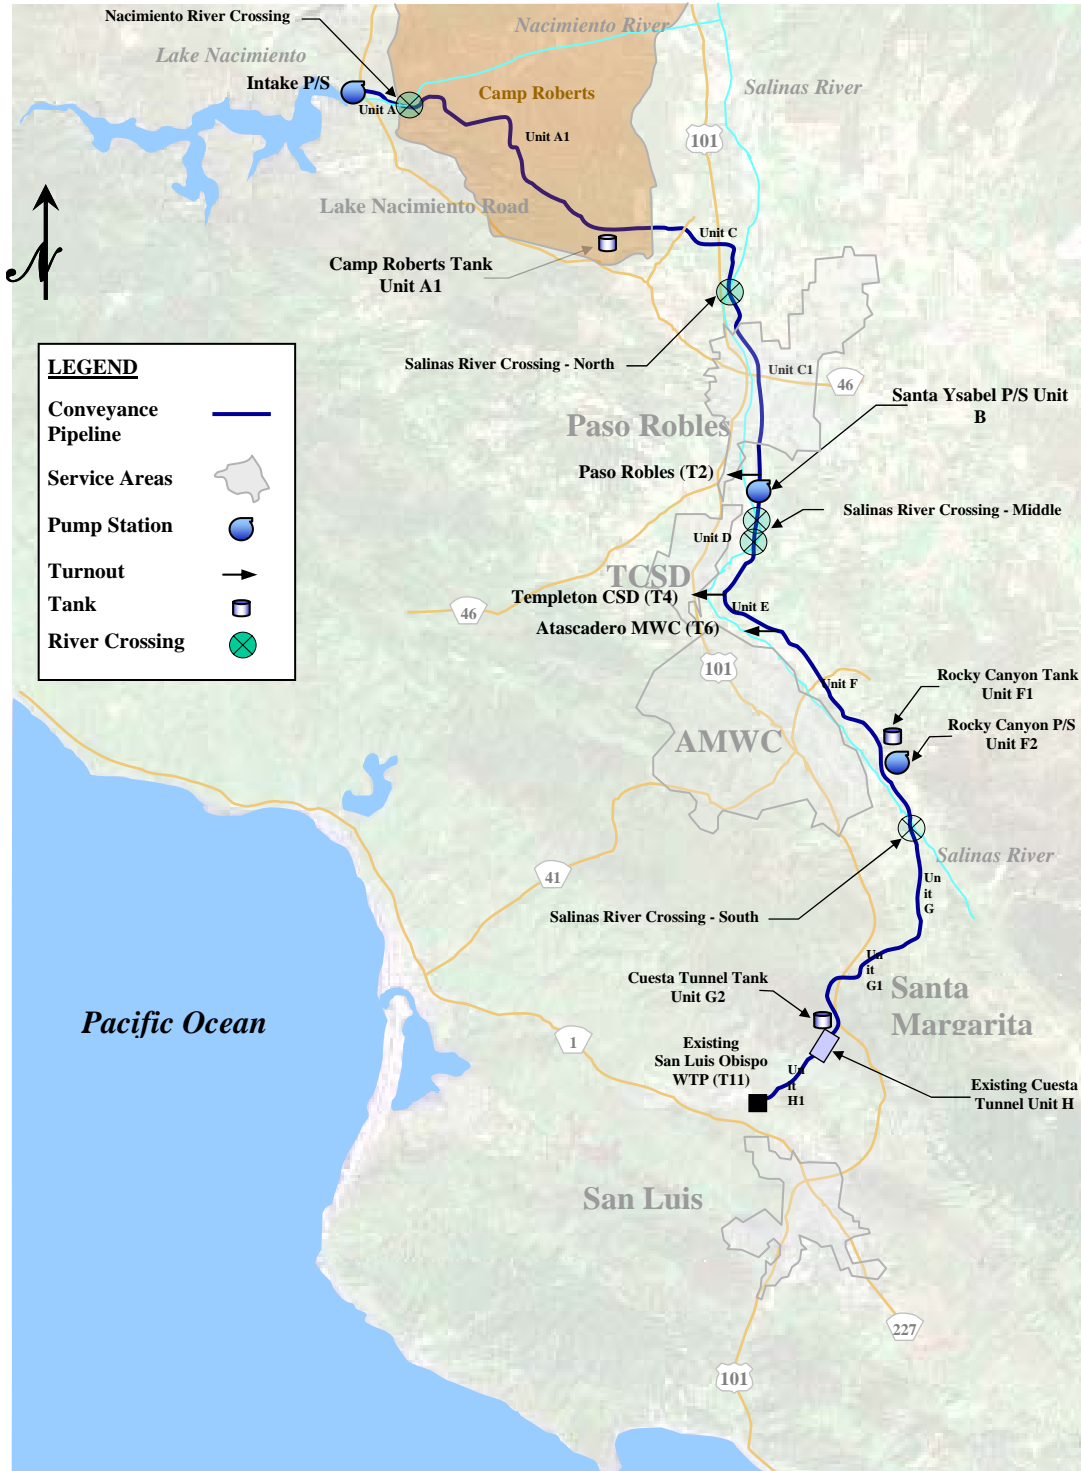 Nacimiento River Crossing
Nacimiento River
Lake Nacimiento
Intake P/S
Salinas River
Camp Roberts
Unit A
Unit A1
101
Lake Nacimiento Road
Unit C
Camp Roberts Tank
Unit A1
N
Salinas River Crossing - North
Unit C1
46
LEGEND
Conveyance
Pipeline
Service Areas
Pump Station
Turnout
Tank
River Crossing
Santa Ysabel P/S Unit
B
Paso Robles
Paso Robles (T2)
Salinas River Crossing - Middle
Unit D
TCSD
Templeton CSD (T4)
46
Unit E
Atascadero MWC (T6)
101
Unit F
Rocky Canyon Tank
Unit F1
Rocky Canyon P/S
Unit F2
AMWC
Salinas River
41
Un
it
G
Salinas River Crossing - South
Un
it
G1
Cuesta Tunnel Tank
Unit G2
Santa
Margarita
Pacific Ocean
1
Existing
San Luis Obispo
WTP (T11)
Un
it
H1
Existing Cuesta
Tunnel Unit H
San Luis
227
101